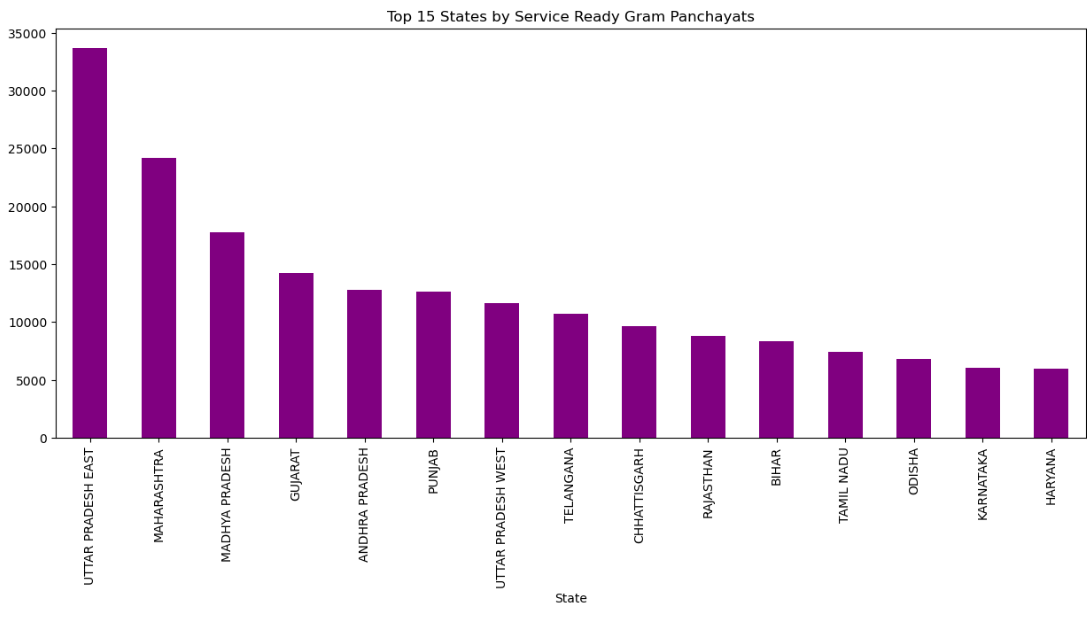 Top 15 States by Service Ready Gram Panchayats
35000
30000
25000
20000
15000
10000
5000
0
UTTAR PRADESH EAST
MAHARASHTRA
MADHYA PRADESH
GUJARAT
ANDHRA PRADESH
PUNJAB
UTTAR PRADESH WEST
TELANGANA
CHHATTISGARH
RAJASTHAN
BIHAR
TAMIL NADU
ODISHA
KARNATAKA
HARYANA
State